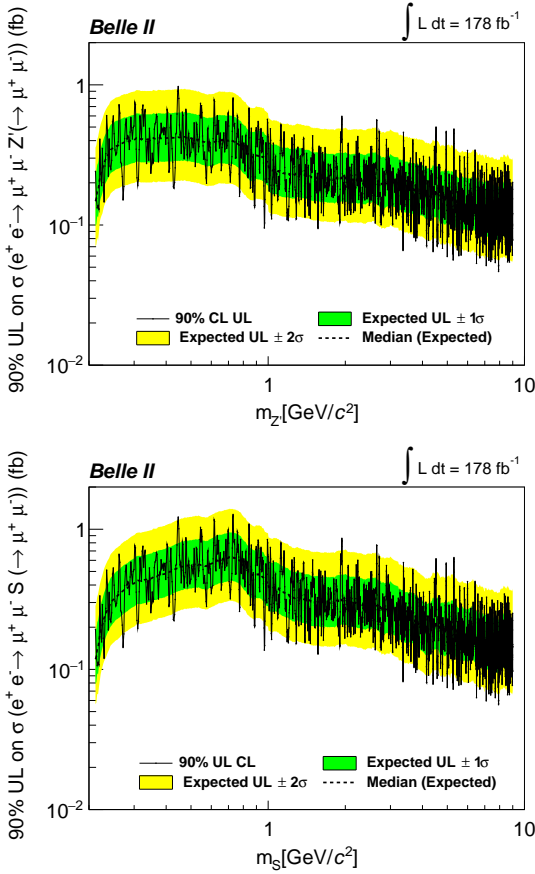 Belle II
∫ L dt = 178 fb⁻¹
90% UL on σ (e⁺ e⁻→ μ⁺ μ⁻ Z'(→ μ⁺ μ⁻)) (fb)
1
10⁻¹
10⁻²
90% CL UL
Expected UL ± 1σ
Expected UL ± 2σ
Median (Expected)
1
10
m_Z'[GeV/c²]
Belle II
∫ L dt = 178 fb⁻¹
90% UL on σ (e⁺ e⁻→ μ⁺ μ⁻ S (→ μ⁺ μ⁻)) (fb)
1
10⁻¹
10⁻²
90% UL CL
Expected UL ± 1σ
Expected UL ± 2σ
Median (Expected)
1
10
m_S[GeV/c²]